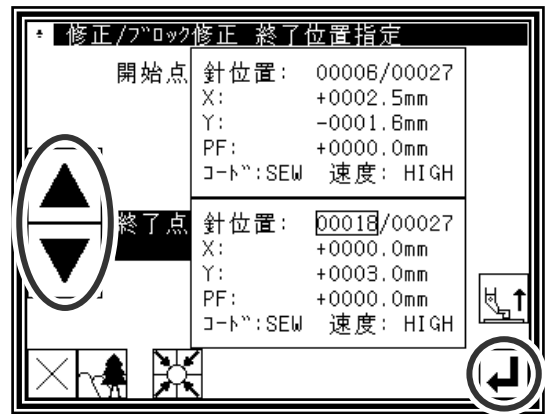 修正/ﾌﾞﾛｯｸ修正 終了位置指定
開始点
針位置: 00006/00027
X: +0002.5mm
Y: -0001.6mm
PF: +0000.0mm
ｺｰﾄﾞ:SEW 速度: HIGH
終了点
針位置: 00018/00027
X: +0000.0mm
Y: +0003.0mm
PF: +0000.0mm
ｺｰﾄﾞ:SEW 速度: HIGH